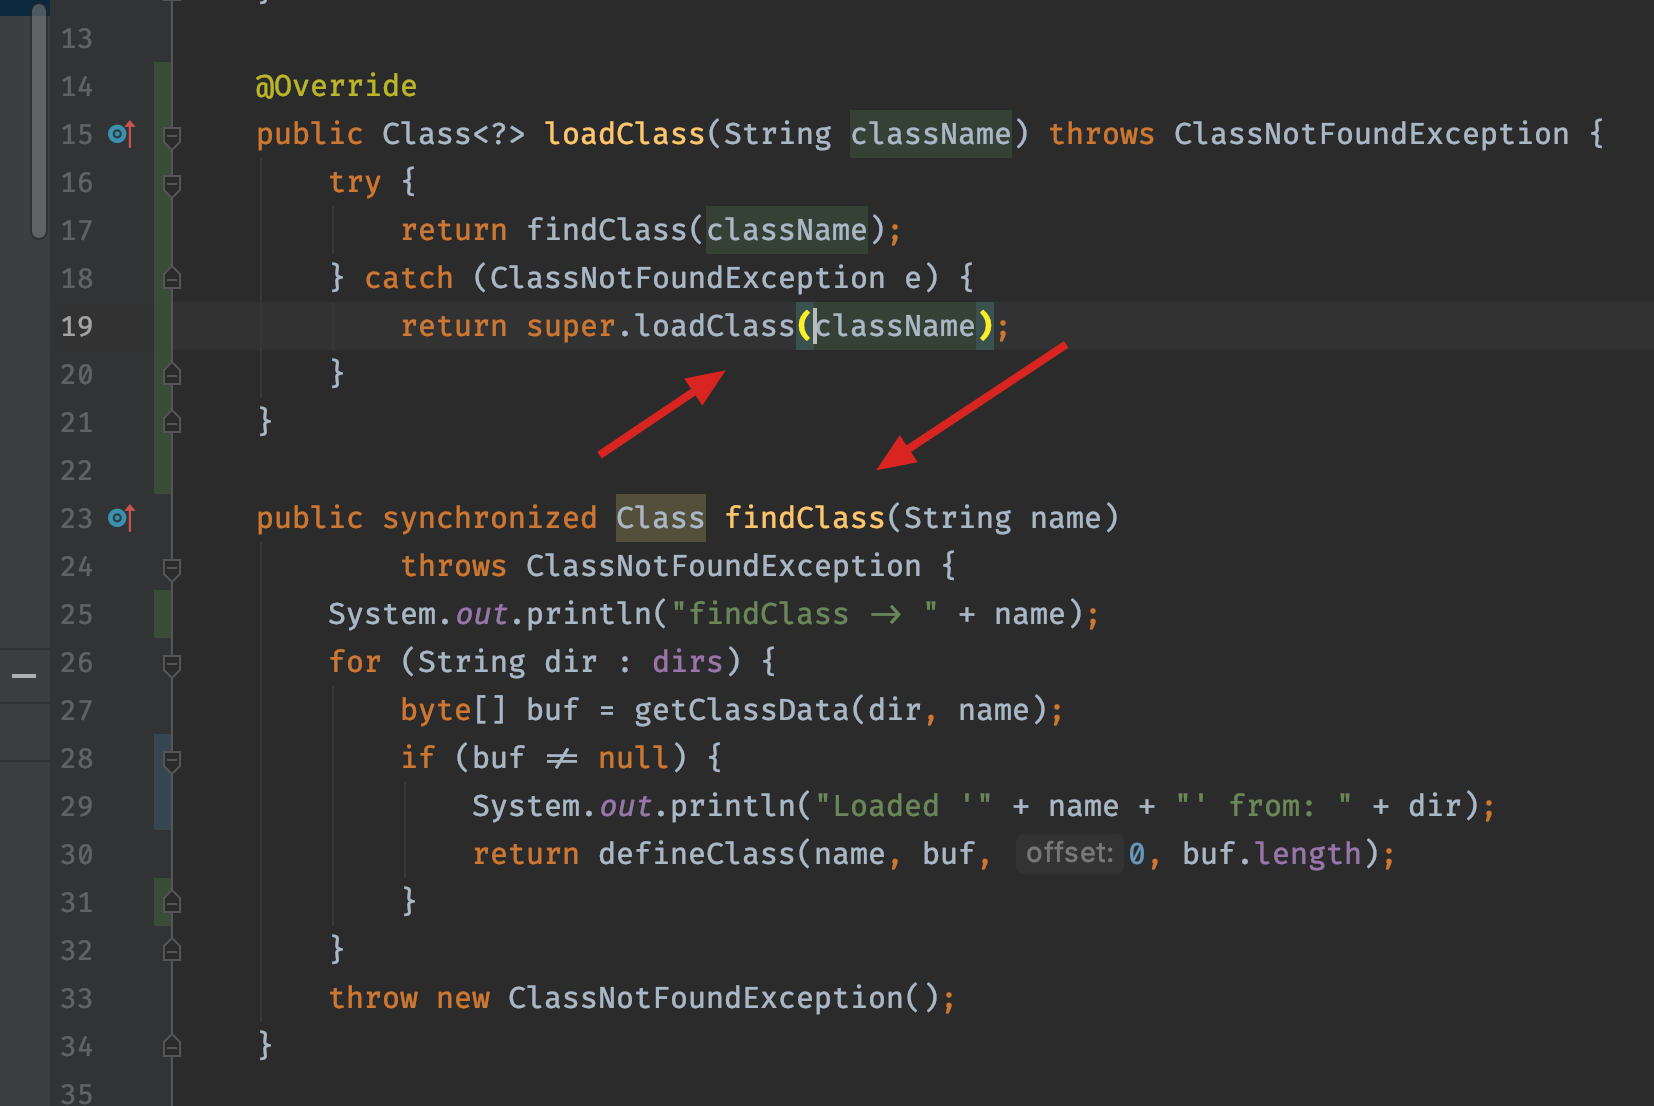 }
13
14 @Override
15 public Class<?> loadClass(String className) throws ClassNotFoundException {
16 try {
17 return findClass(className);
18 } catch (ClassNotFoundException e) {
19 return super.loadClass(className);
20 }
21 }
22
23 public synchronized Class findClass(String name)
24 throws ClassNotFoundException {
25 System.out.println("findClass → " + name);
26 for (String dir : dirs) {
27 byte[] buf = getClassData(dir, name);
28 if (buf ≠ null) {
29 System.out.println("Loaded '" + name + "' from: " + dir);
30 return defineClass(name, buf, offset: 0, buf.length);
31 }
32 }
33 throw new ClassNotFoundException();
34 }
35